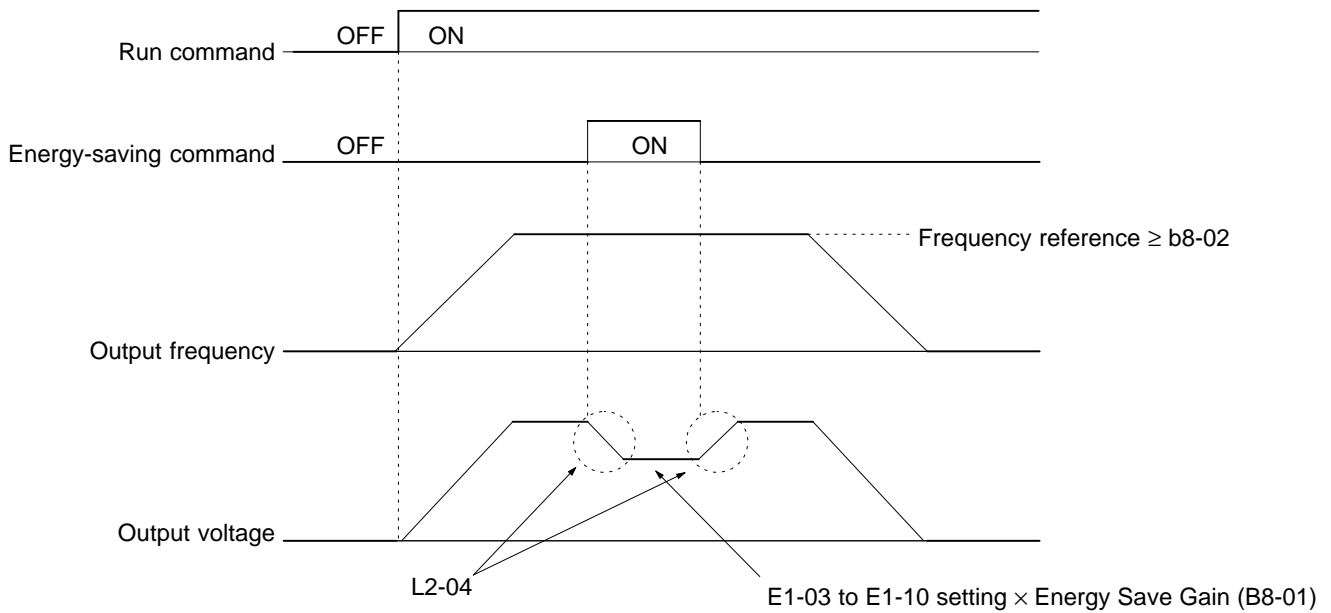 OFF ON
Run command
OFF ON
Energy-saving command
Frequency reference ≥ b8-02
Output frequency
Output voltage
L2-04
E1-03 to E1-10 setting × Energy Save Gain (B8-01)